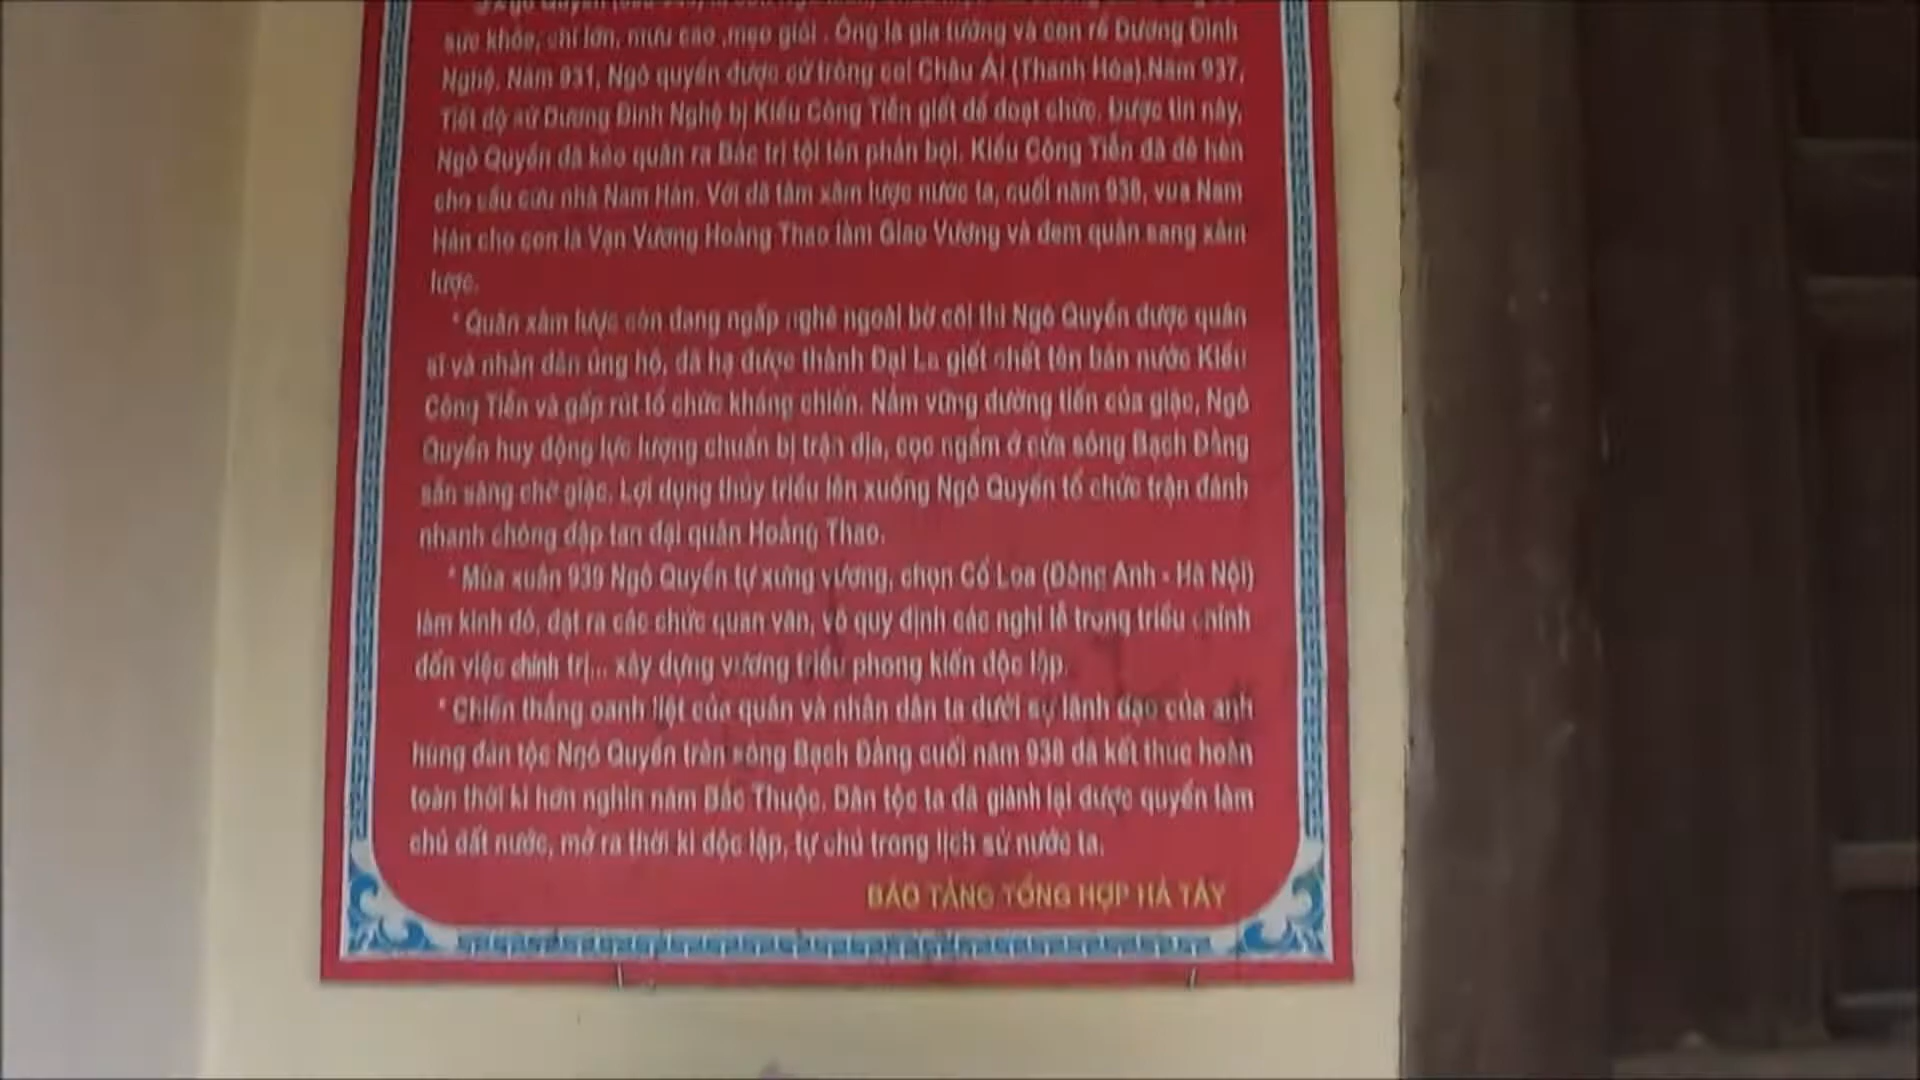 Ngô Quyền
sức khỏe, chí lớn, mưu cao ,mẹo giỏi . Ông là gia tướng và con rể Dương Đình
Nghệ. Năm 931, Ngô quyền được cử trông coi Châu Ái (Thanh Hóa).Năm 937,
Tiết độ sứ Dương Đình Nghệ bị Kiều Công Tiễn giết để đoạt chức. Được tin này,
Ngô Quyền đã kéo quân ra Bắc trị tội tên phản bội. Kiều Công Tiễn đã đê hèn
cho cầu cứu nhà Nam Hán. Với dã tâm xâm lược nước ta, cuối năm 938, vua Nam
Hán cho con là Vạn Vương Hoằng Thao làm Giao Vương và đem quân sang xâm
lược.
* Quân xâm lược còn đang ngấp nghé ngoài bờ cõi thì Ngô Quyền được quân
sĩ và nhân dân ủng hộ, đã hạ được thành Đại La giết chết tên bán nước Kiều
Công Tiễn và gấp rút tổ chức kháng chiến. Nắm vững đường tiến của giặc, Ngô
Quyền huy động lực lượng chuẩn bị trận địa, cọc ngầm ở cửa sông Bạch Đằng
sẵn sàng chờ giặc. Lợi dụng thủy triều lên xuống Ngô Quyền tổ chức trận đánh
nhanh chóng đập tan đại quân Hoằng Thao.
* Mùa xuân 939 Ngô Quyền tự xưng vương, chọn Cổ Loa (Đông Anh - Hà Nội)
làm kinh đô, đặt ra các chức quan văn, võ quy định các nghi lễ trong triều chỉnh
đốn việc chính trị... xây dựng vương triều phong kiến độc lập.
* Chiến thắng oanh liệt của quân và nhân dân ta dưới sự lãnh đạo của anh
hùng dân tộc Ngô Quyền trên sông Bạch Đằng cuối năm 938 đã kết thúc hoàn
toàn thời kì hơn nghìn năm Bắc Thuộc. Dân tộc ta đã giành lại được quyền làm
chủ đất nước, mở ra thời kì độc lập, tự chủ trong lịch sử nước ta.
BẢO TÀNG TỔNG HỢP HÀ TÂY